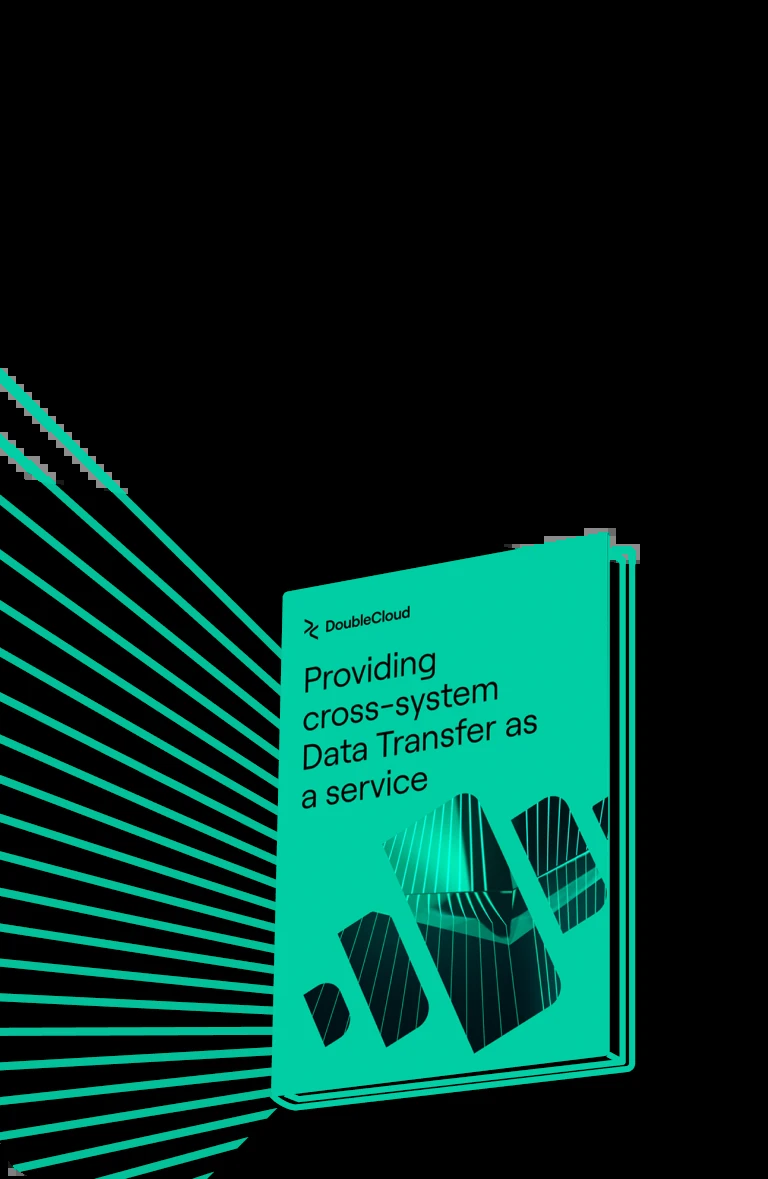 DoubleCloud
Providing
cross-system
Data Transfer as
a service